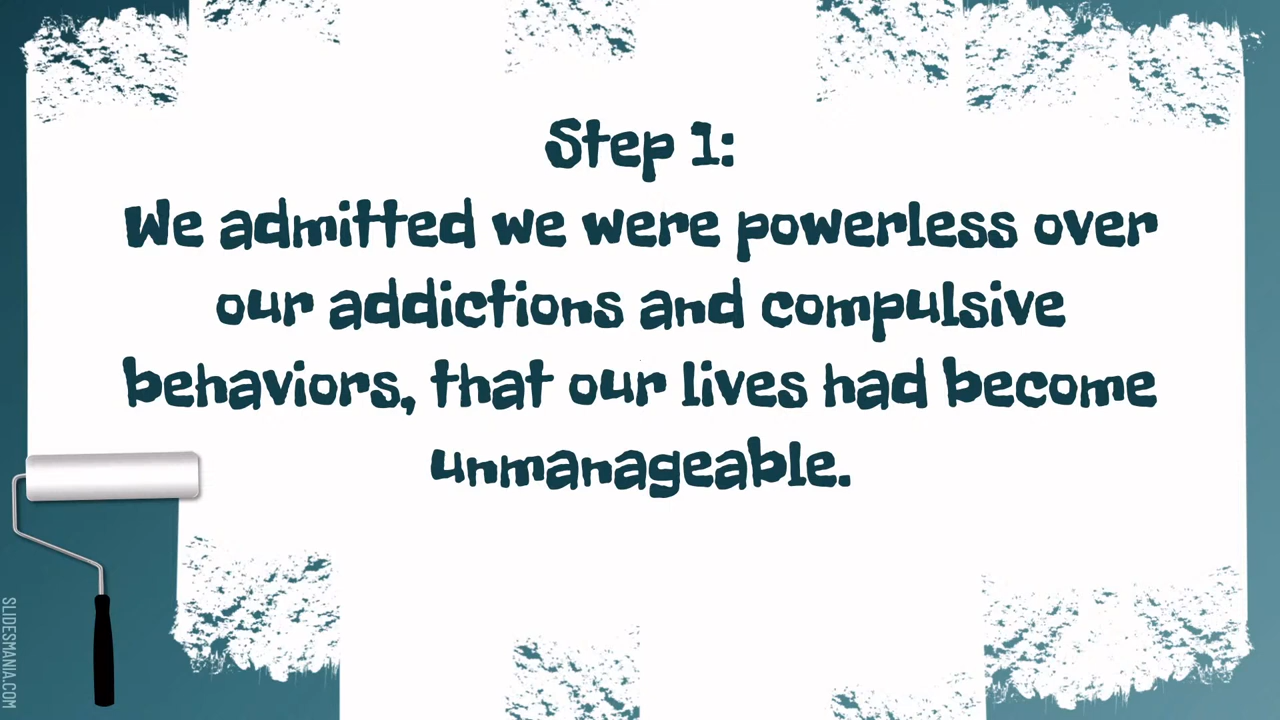 Step 1:
We admitted we were powerless over
our addictions and compulsive
behaviors, that our lives had become
unmanageable.
SLIDESMANIA.COM